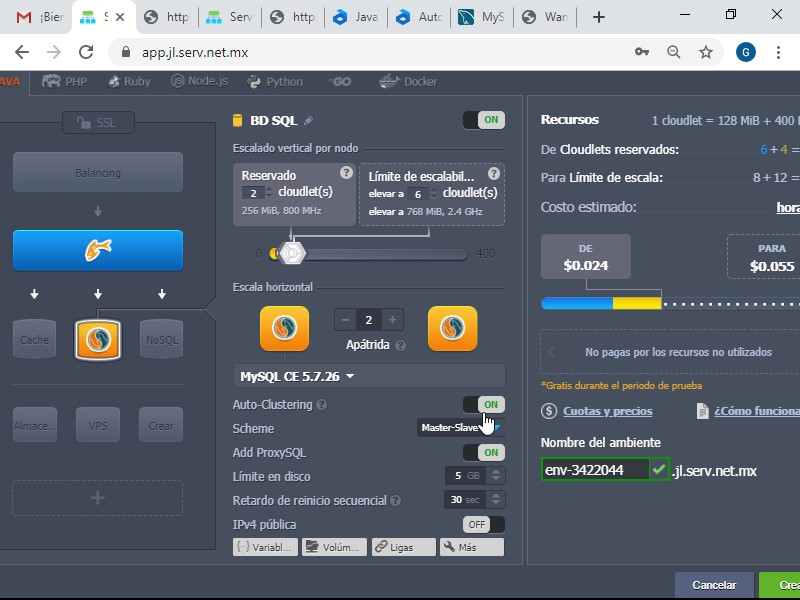 ¡Bien
S
http
Serv
http
Java
Auto
MyS
Wan
app.jl.serv.net.mx
G
AVA
PHP
Ruby
Node.js
Python
GO
Docker
SSL
Balancing
Cache
NoSQL
Almace...
VPS
Crear
BD SQL
ON
Escalado vertical por nodo
Reservado
?
2 cloudlet(s)
256 MiB, 800 MHz
Límite de escalabil...
?
elevar a 6 cloudlet(s)
elevar a 768 MiB, 2.4 GHz
0
400
Escala horizontal
2
Apátrida ?
MySQL CE 5.7.26
Auto-Clustering ?
ON
Scheme
Master-Slave
Add ProxySQL
ON
Límite en disco
5 GB
Retardo de reinicio secuencial ?
30 sec
IPv4 pública
OFF
Variabl...
Volúm...
Ligas
Más
Recursos
1 cloudlet = 128 MiB + 400
De Cloudlets reservados:
6 + 4 =
Para Límite de escala:
8 + 12 =
Costo estimado:
hora
DE
$0.024
PARA
$0.055
No pagas por los recursos no utilizados
*Gratis durante el periodo de prueba
$ Cuotas y precios
¿Cómo funciona
Nombre del ambiente
env-3422044
.jl.serv.net.mx
Cancelar
Crea